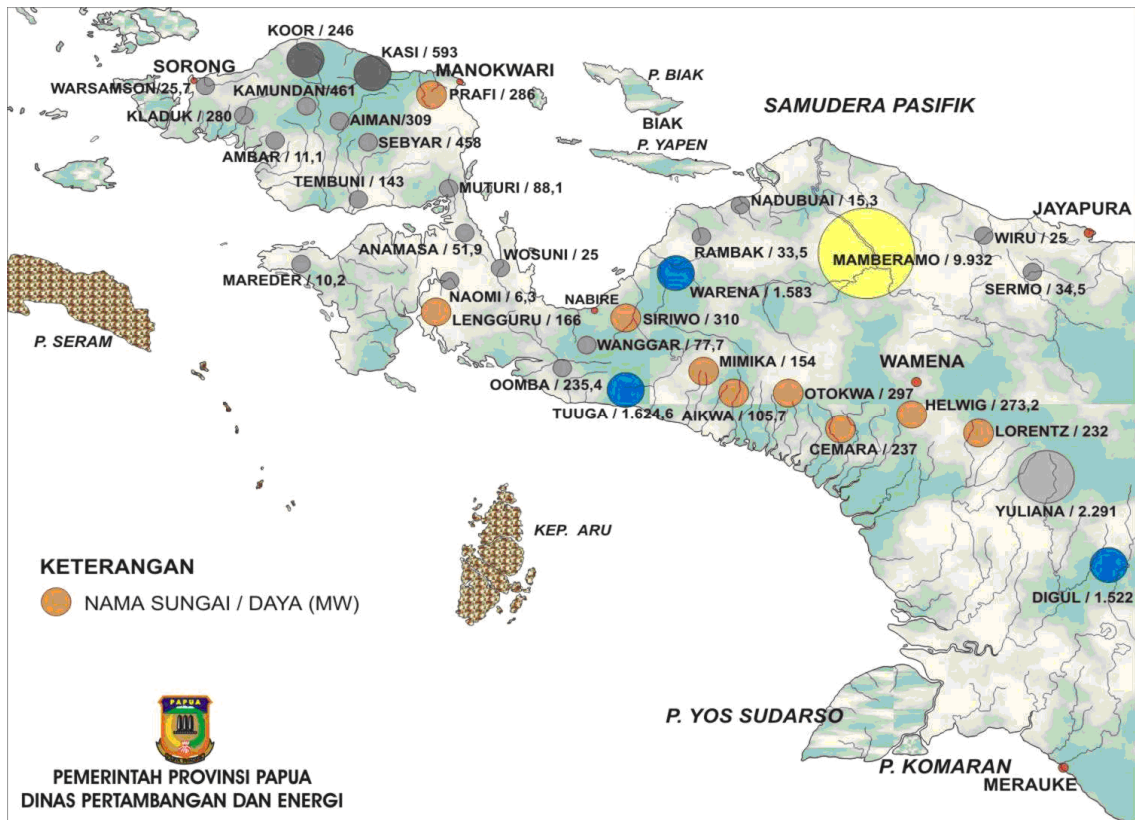 KOOR / 246
KASI / 593
SORONG
MANOKWARI
WARSAMSON/25,7
KAMUNDAN/461
PRAFI / 286
KLADUK / 280
AIMAN/309
AMBAR / 11,1
SEBYAR / 458
TEMBUNI / 143
MUTURI / 88,1
P. BIAK
BIAK
P. YAPEN
SAMUDERA PASIFIK
NADUBUAI / 15,3
JAYAPURA
ANAMASA / 51,9
WOSUNI / 25
RAMBAK / 33,5
WIRU / 25
MAMBERAMO / 9.932
MAREDER / 10,2
SERMO / 34,5
NAOMI / 6,3
WARENA / 1.583
NABIRE
LENGGURU / 166
SIRIWO / 310
P. SERAM
WANGGAR / 77,7
MIMIKA / 154
WAMENA
OOMBA / 235,4
OTOKWA / 297
TUUGA / 1.624,6
AIKWA / 105,7
HELWIG / 273,2
LORENTZ / 232
CEMARA / 237
YULIANA / 2.291
KEP. ARU
KETERANGAN
NAMA SUNGAI / DAYA (MW)
DIGUL / 1.522
P. YOS SUDARSO
P. KOMARAN
MERAUKE
PAPUA
PEMERINTAH PROVINSI PAPUA
DINAS PERTAMBANGAN DAN ENERGI